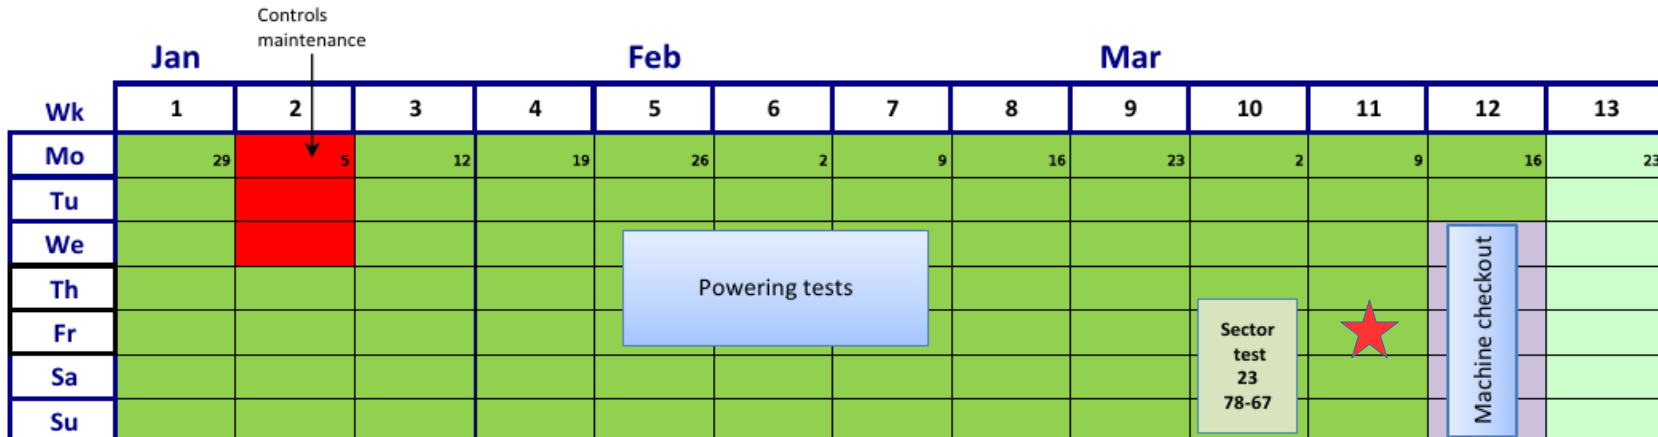 Controls
maintenance
Jan Feb Mar
Wk 1 2 3 4 5 6 7 8 9 10 11 12 13
Mo 29 5 12 19 26 2 9 16 23 2 9 16 23
Tu
We
Th
Fr
Sa
Su
Powering tests
Sector
test
23
78-67
Machine checkout